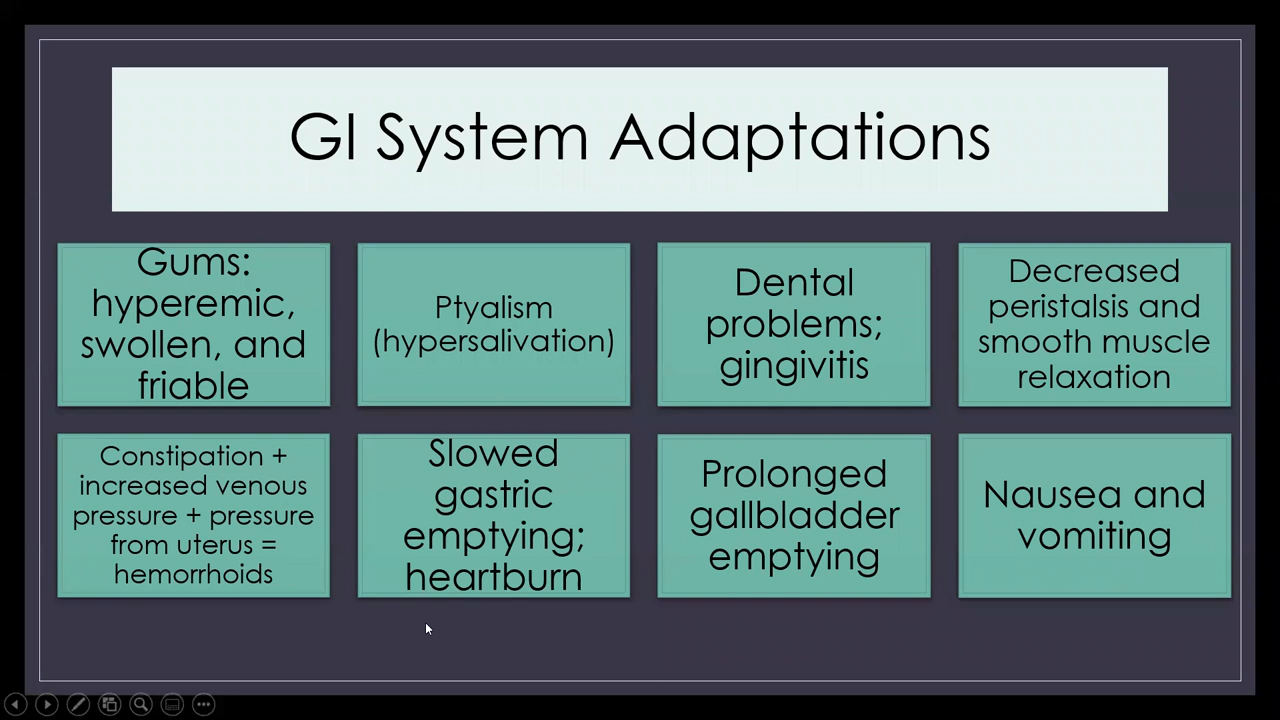 GI System Adaptations
Gums:
hyperemic,
swollen, and
friable
Ptyalism
(hypersalivation)
Dental
problems;
gingivitis
Decreased
peristalsis and
smooth muscle
relaxation
Constipation +
increased venous
pressure + pressure
from uterus =
hemorrhoids
Slowed
gastric
emptying;
heartburn
Prolonged
gallbladder
emptying
Nausea and
vomiting